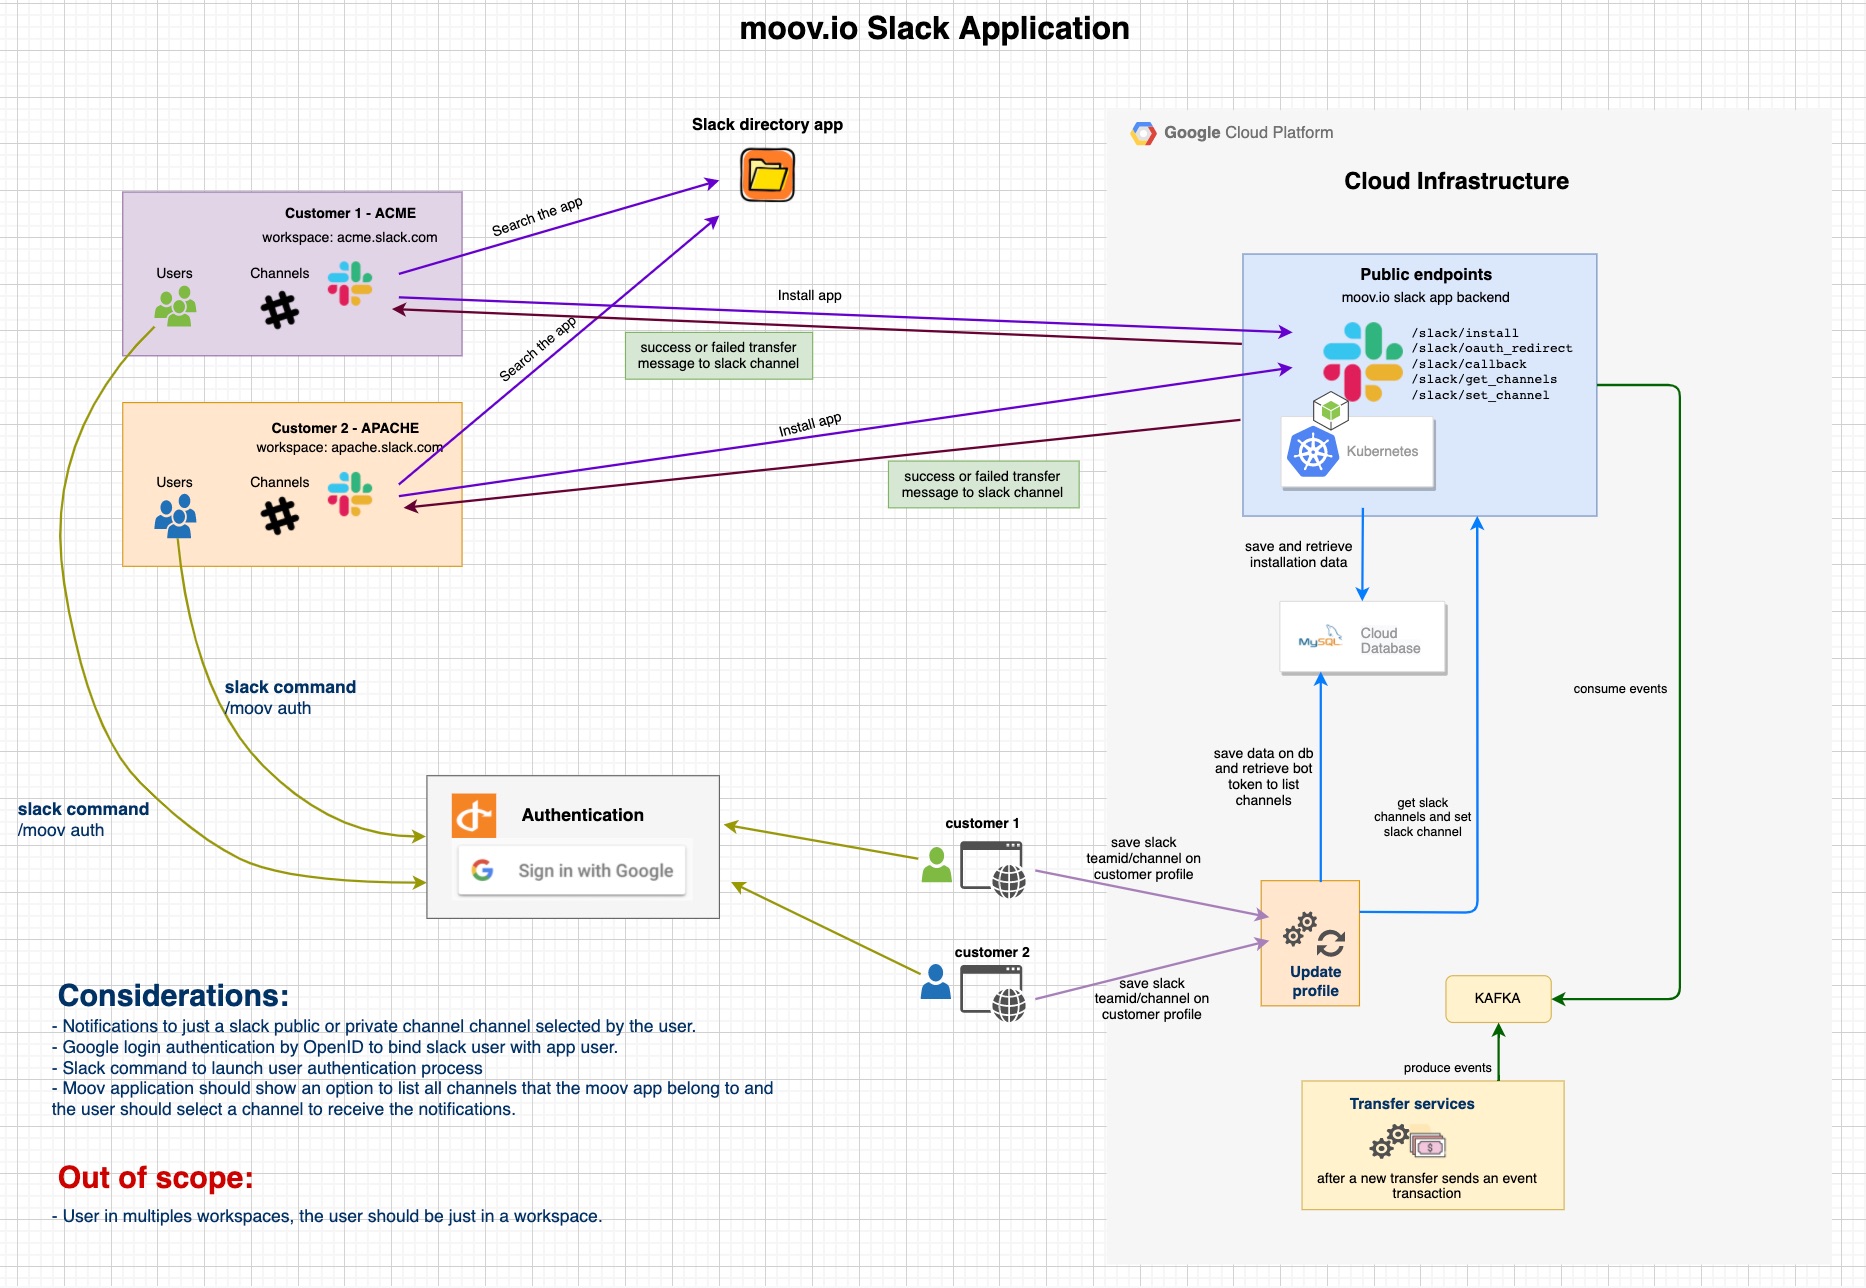 moov.io Slack Application
Slack directory app
Google Cloud Platform
Cloud Infrastructure
Customer 1 - ACME
workspace: acme.slack.com
Users
Channels
Search the app
Install app
success or failed transfer
message to slack channel
Search the app
Public endpoints
moov.io slack app backend
/slack/install
/slack/oauth_redirect
/slack/callback
/slack/get_channels
/slack/set_channel
Kubernetes
Customer 2 - APACHE
workspace: apache.slack.com
Users
Channels
Install app
success or failed transfer
message to slack channel
save and retrieve
installation data
MySQL
Cloud
Database
consume events
slack command
/moov auth
save data on db
and retrieve bot
token to list
channels
get slack
channels and set
slack channel
slack command
/moov auth
Authentication
Sign in with Google
customer 1
save slack
teamid/channel on
customer profile
customer 2
save slack
teamid/channel on
customer profile
Update
profile
KAFKA
produce events
Transfer services
$
after a new transfer sends an event
transaction
Considerations:
- Notifications to just a slack public or private channel channel selected by the user.
- Google login authentication by OpenID to bind slack user with app user.
- Slack command to launch user authentication process
- Moov application should show an option to list all channels that the moov app belong to and
the user should select a channel to receive the notifications.
Out of scope:
- User in multiples workspaces, the user should be just in a workspace.